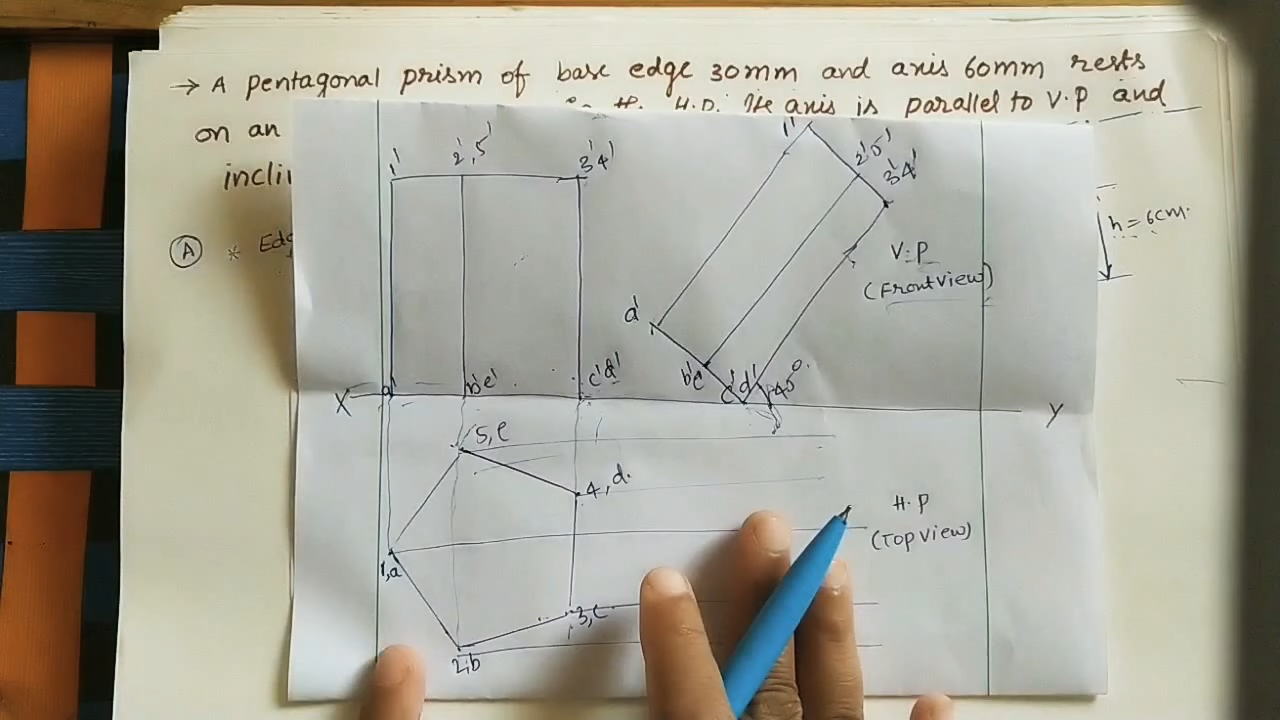 → A pentagonal prism of base edge 30mm and axis 60mm rests
on an H.P. The axis is parallel to V.P and
incli
A * Edg
h = 6cm.
1' 2',5' 3'4'
1' 2'5' 3'4'
V.P
(Front view)
a' b'e' c'd'
a' b'e' c'd' 40°.
X Y
5,e
4,d.
1,a
3,c
2,b
H.P
(Top view)